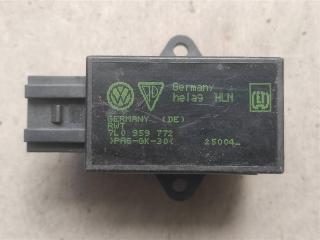 Germany
helag HLN
GERMANY (DE)
RWT
7L0 959 772
>PA6-GK-30< 25004